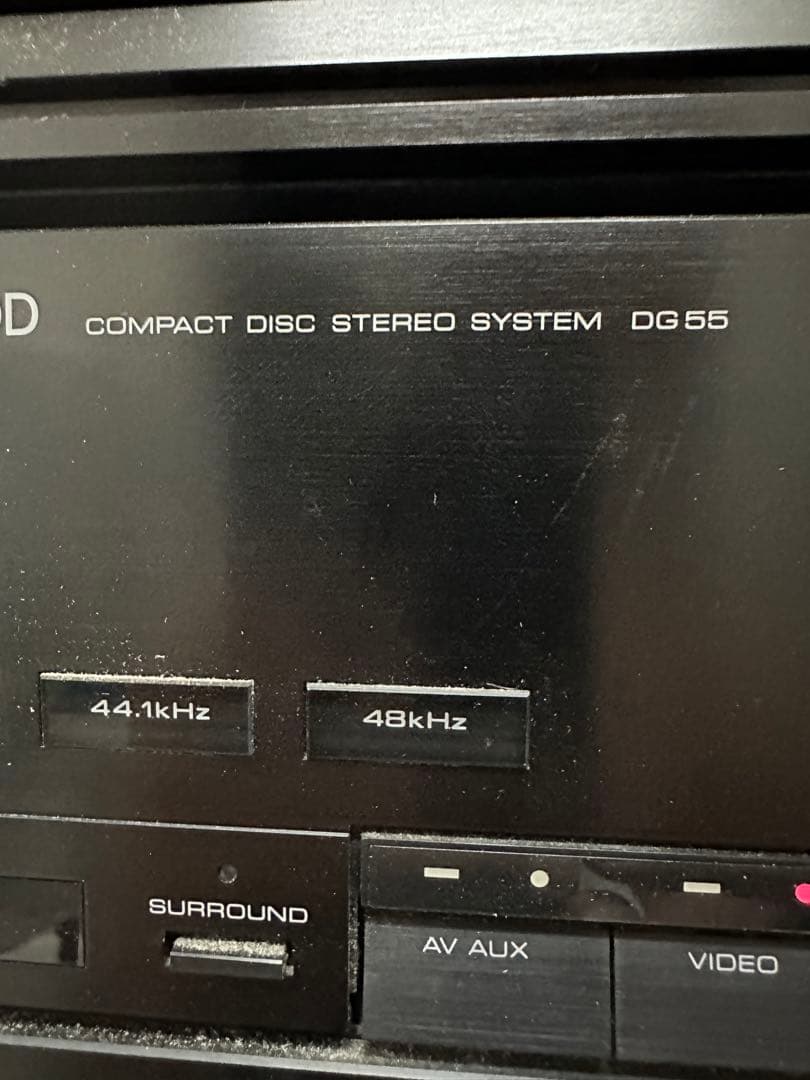 D COMPACT DISC STEREO SYSTEM DG55
44.1kHz 48kHz
SURROUND
AV AUX VIDEO